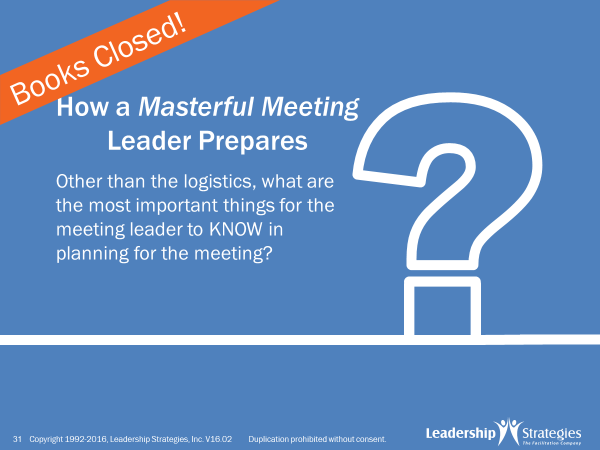 Books Closed!
How a Masterful Meeting
Leader Prepares
Other than the logistics, what are
the most important things for the
meeting leader to KNOW in
planning for the meeting?
31 Copyright 1992-2016, Leadership Strategies, Inc. V16.02 Duplication prohibited without consent.
Leadership Strategies
The Facilitation Company